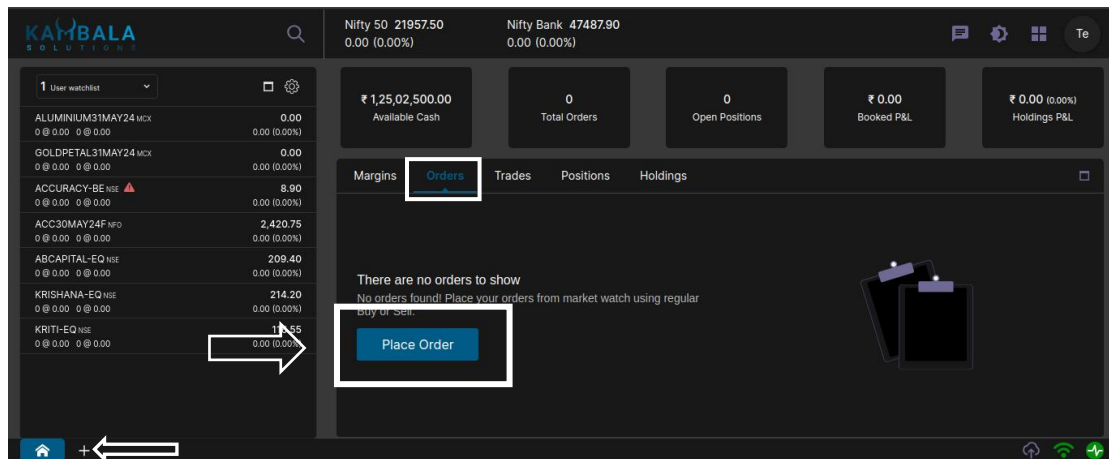 KAMBALA
SOLUTIONS
Nifty 50 21957.50
0.00 (0.00%)
Nifty Bank 47487.90
0.00 (0.00%)
Te
1 User watchlist
ALUMINIUM31MAY24 MCX 0.00
0 @ 0.00 0 @ 0.00 0.00 (0.00%)
GOLDPETAL31MAY24 MCX 0.00
0 @ 0.00 0 @ 0.00 0.00 (0.00%)
ACCURACY-BE NSE 8.90
0 @ 0.00 0 @ 0.00 0.00 (0.00%)
ACC30MAY24F NFO 2,420.75
0 @ 0.00 0 @ 0.00 0.00 (0.00%)
ABCAPITAL-EQ NSE 209.40
0 @ 0.00 0 @ 0.00 0.00 (0.00%)
KRISHANA-EQ NSE 214.20
0 @ 0.00 0 @ 0.00 0.00 (0.00%)
KRITI-EQ NSE
0 @ 0.00 0 @ 0.00 0.00 (0.00%)
₹ 1,25,02,500.00
Available Cash
0
Total Orders
0
Open Positions
₹ 0.00
Booked P&L
₹ 0.00 (0.00%)
Holdings P&L
Margins Orders Trades Positions Holdings
There are no orders to show
No orders found! Place your orders from market watch using regular
Buy or Sell.
Place Order